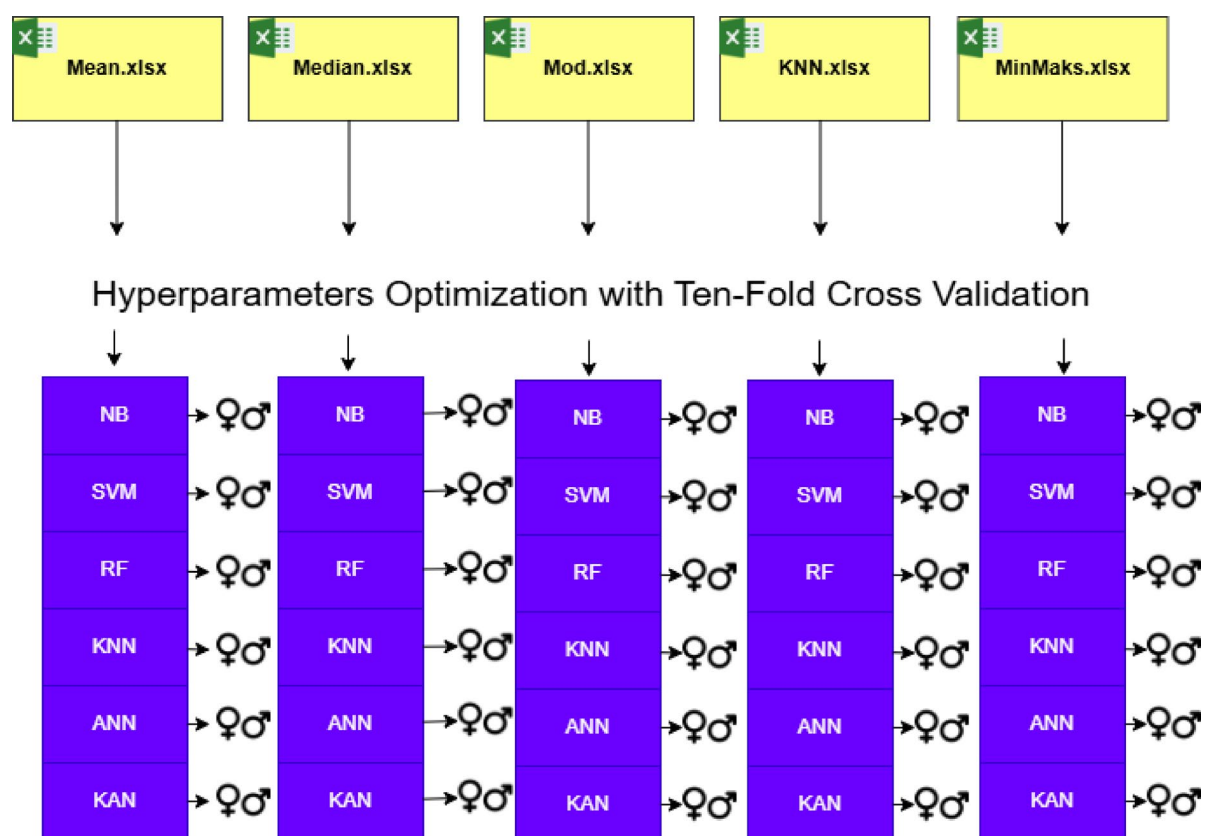 Mean.xlsx Median.xlsx Mod.xlsx KNN.xlsx MinMaks.xlsx
Hyperparameters Optimization with Ten-Fold Cross Validation
NB NB NB NB NB
SVM SVM SVM SVM SVM
RF RF RF RF RF
KNN KNN KNN KNN KNN
ANN ANN ANN ANN ANN
KAN KAN KAN KAN KAN